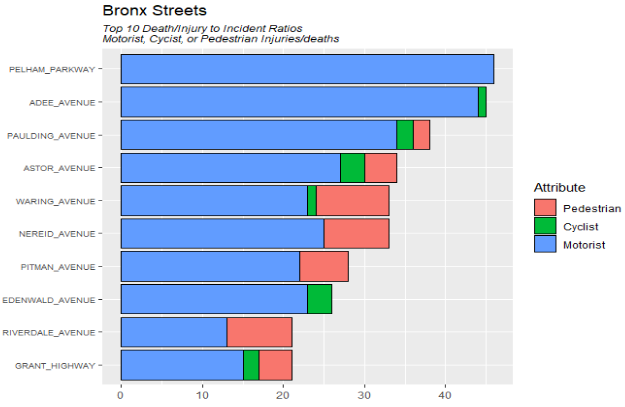 Bronx Streets
Top 10 Death/Injury to Incident Ratios
Motorist, Cycist, or Pedestrian Injuries/deaths
PELHAM_PARKWAY
ADEE_AVENUE
PAULDING_AVENUE
ASTOR_AVENUE
WARING_AVENUE
NEREID_AVENUE
PITMAN_AVENUE
EDENWALD_AVENUE
RIVERDALE_AVENUE
GRANT_HIGHWAY
0 10 20 30 40
Attribute
Pedestrian
Cyclist
Motorist